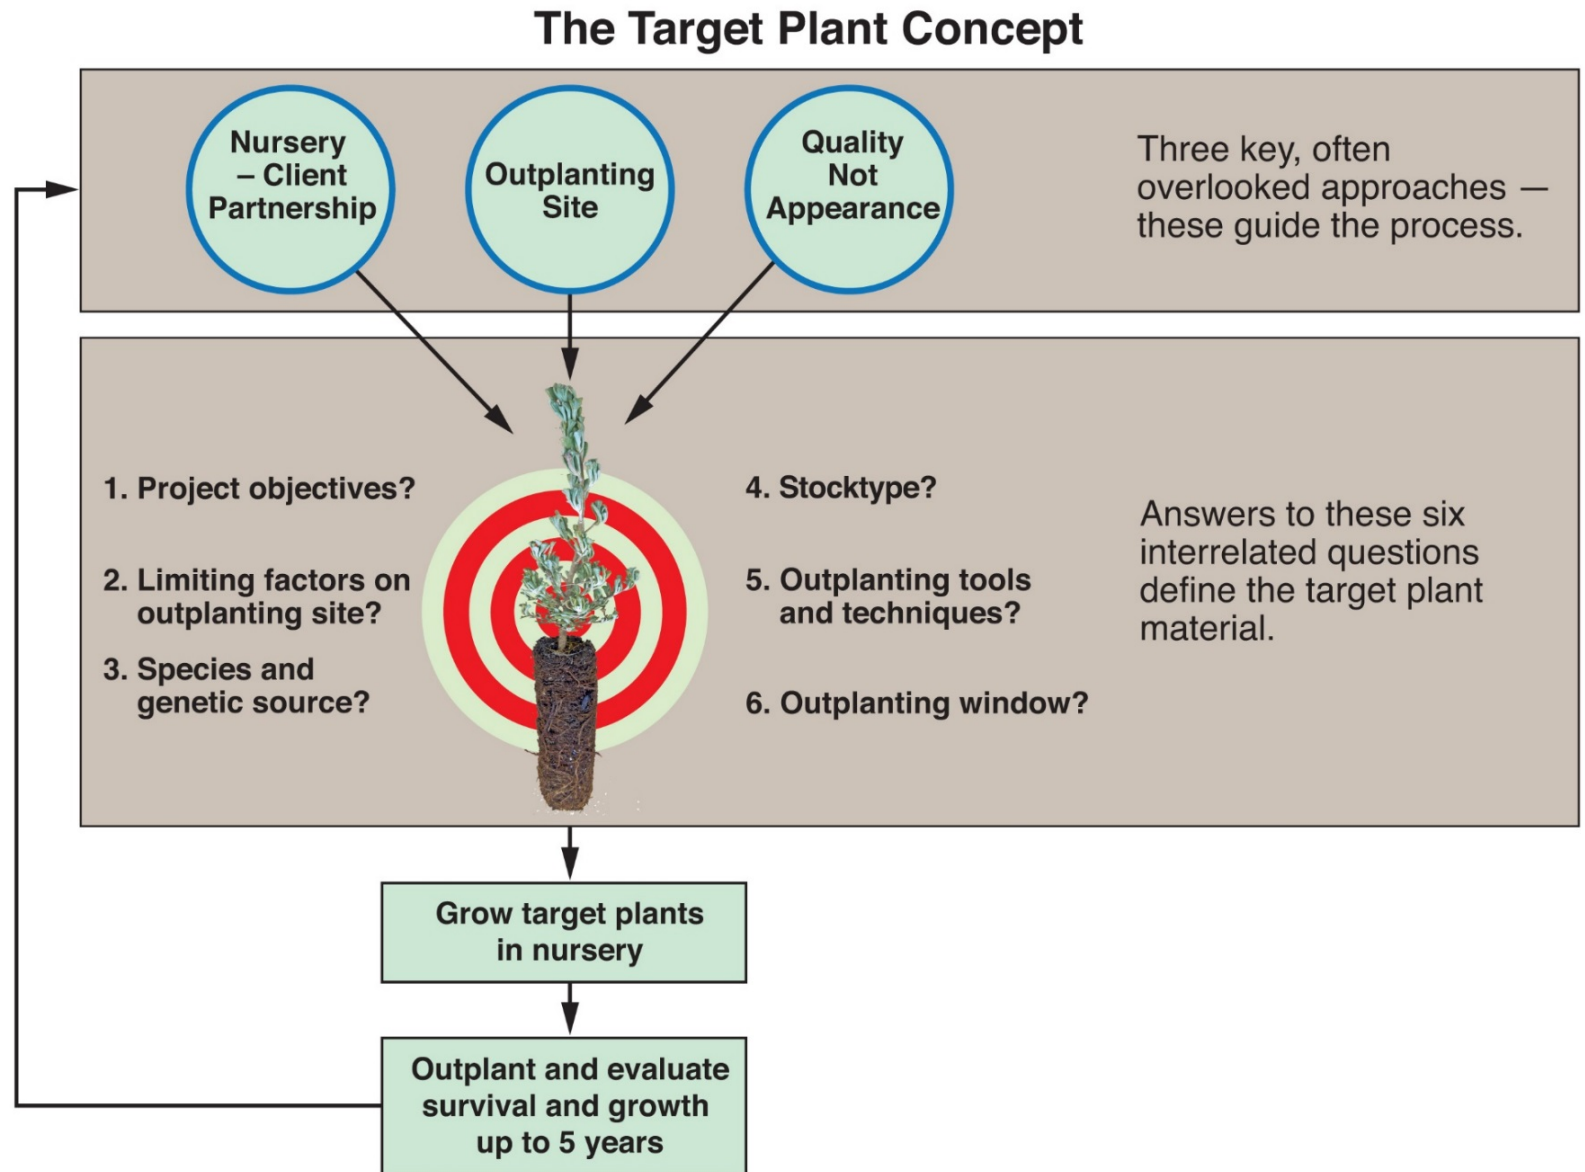 The Target Plant Concept
Nursery
– Client
Partnership
Outplanting
Site
Quality
Not
Appearance
Three key, often
overlooked approaches —
these guide the process.
1. Project objectives?
2. Limiting factors on
outplanting site?
3. Species and
genetic source?
4. Stocktype?
5. Outplanting tools
and techniques?
6. Outplanting window?
Answers to these six
interrelated questions
define the target plant
material.
Grow target plants
in nursery
Outplant and evaluate
survival and growth
up to 5 years